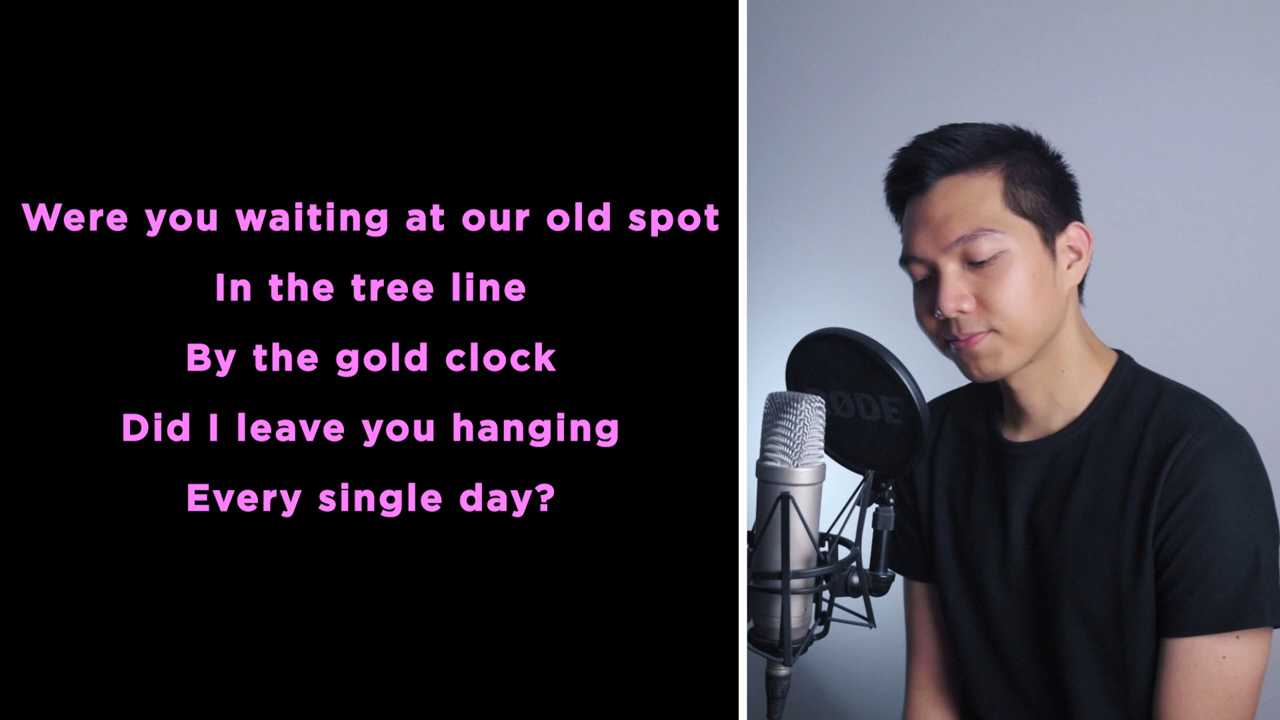 Were you waiting at our old spot
In the tree line
By the gold clock
Did I leave you hanging
Every single day?
RØDE